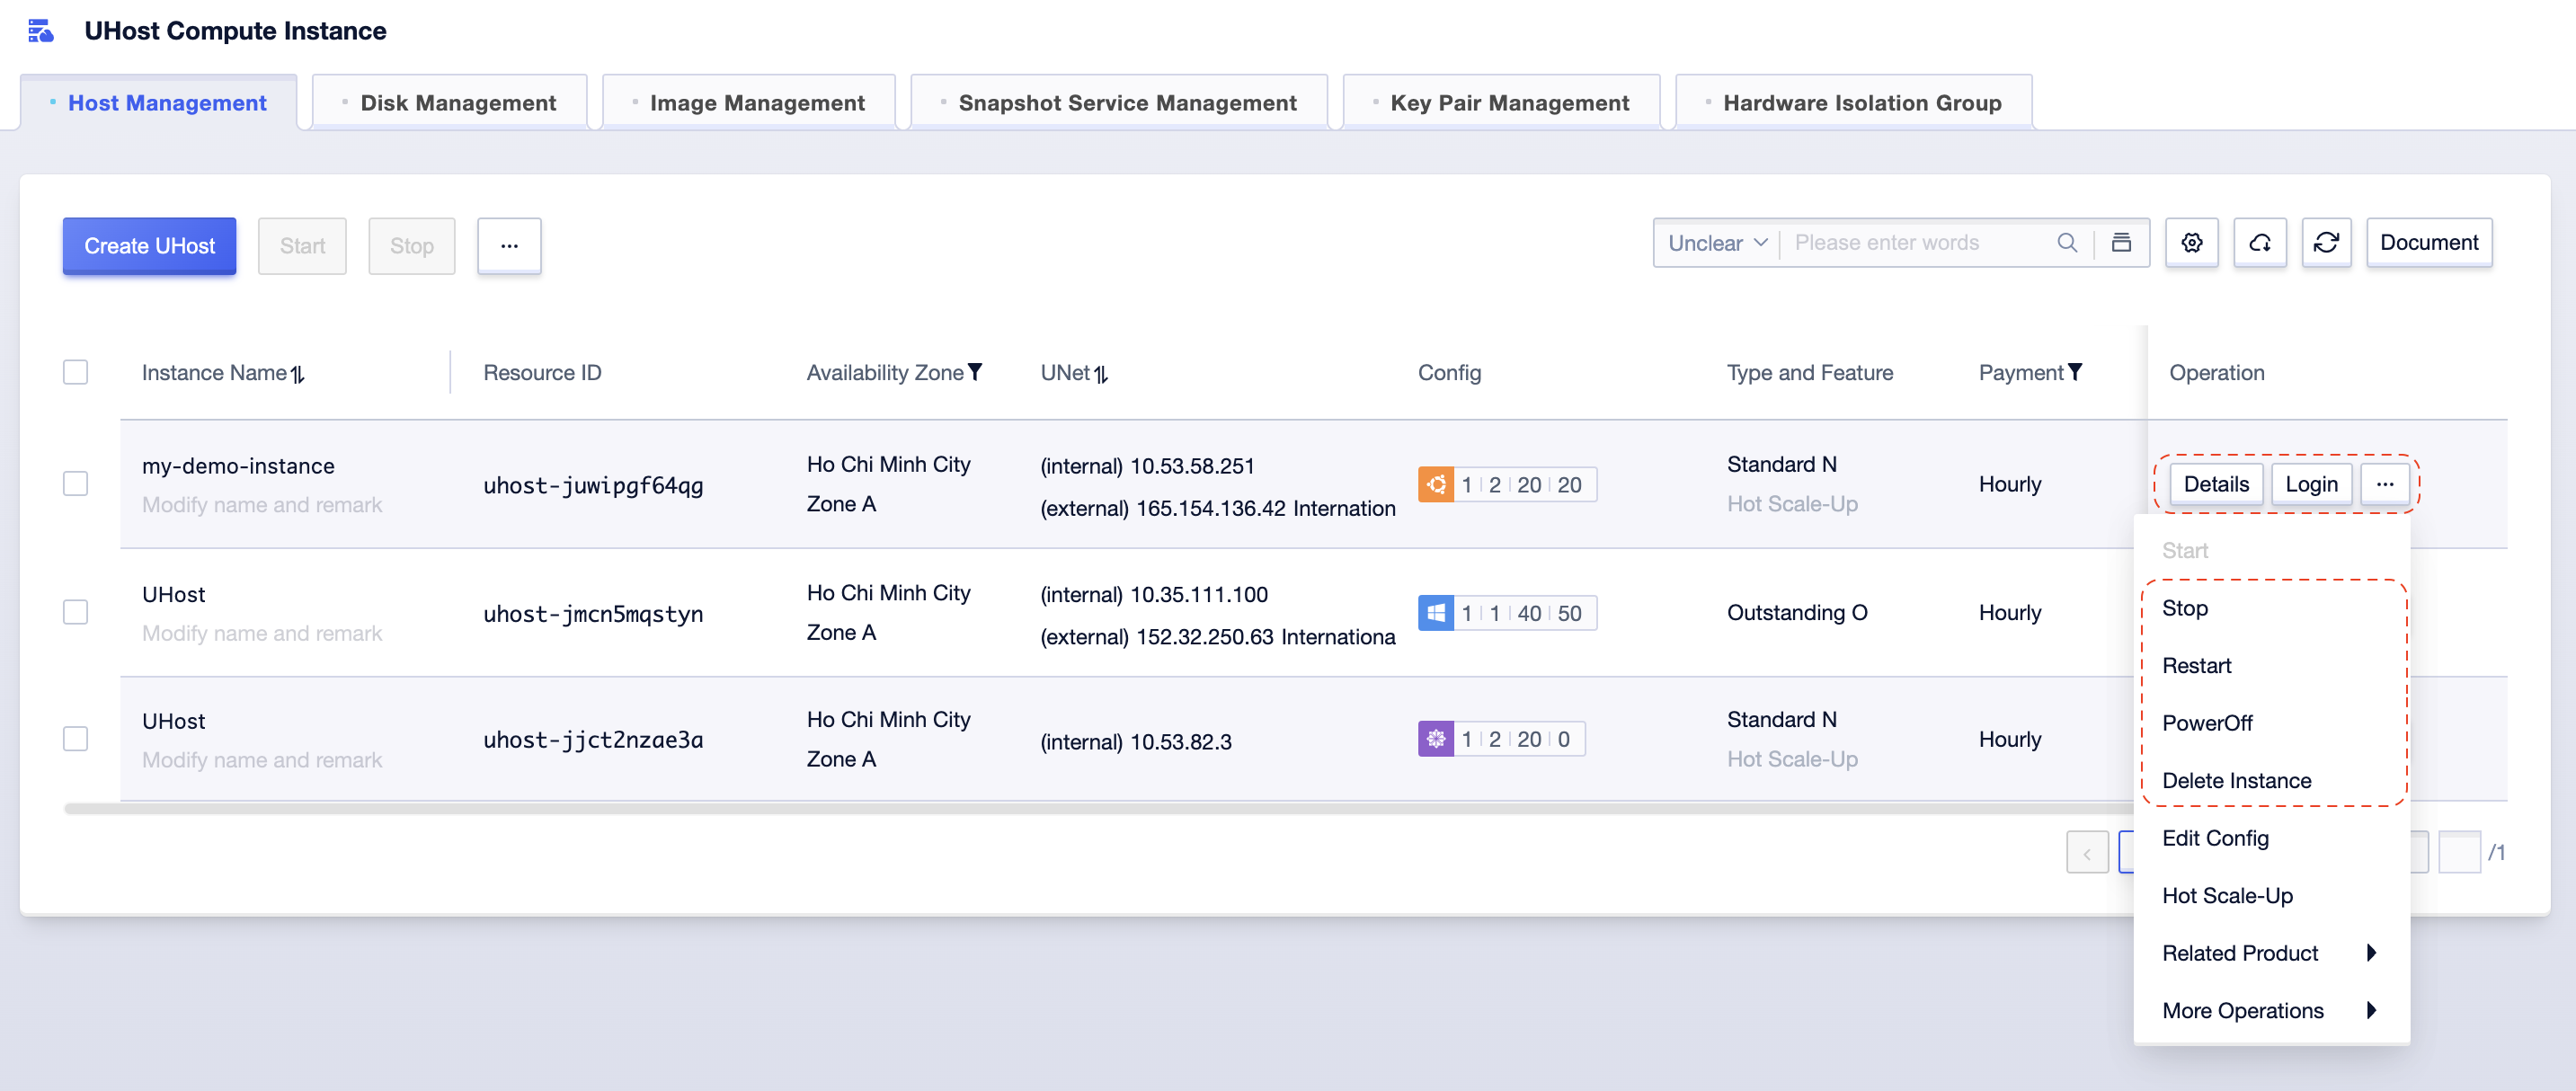 UHost Compute Instance
Host Management
Disk Management
Image Management
Snapshot Service Management
Key Pair Management
Hardware Isolation Group
Create UHost
Start
Stop
...
Unclear
Please enter words
Document
Instance Name
Resource ID
Availability Zone
UNet
Config
Type and Feature
Payment
Operation
my-demo-instance
Modify name and remark
uhost-juwipgf64qg
Ho Chi Minh City
Zone A
(internal) 10.53.58.251
(external) 165.154.136.42 Internation
1 | 2 | 20 | 20
Standard N
Hot Scale-Up
Hourly
Details
Login
...
UHost
Modify name and remark
uhost-jmcn5mqstyn
Ho Chi Minh City
Zone A
(internal) 10.35.111.100
(external) 152.32.250.63 Internationa
1 | 1 | 40 | 50
Outstanding O
Hourly
UHost
Modify name and remark
uhost-jjct2nzae3a
Ho Chi Minh City
Zone A
(internal) 10.53.82.3
1 | 2 | 20 | 0
Standard N
Hot Scale-Up
Hourly
Start
Stop
Restart
PowerOff
Delete Instance
Edit Config
Hot Scale-Up
Related Product
More Operations
/1